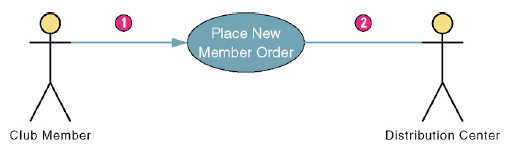 1
2
Place New
Member Order
Club Member
Distribution Center